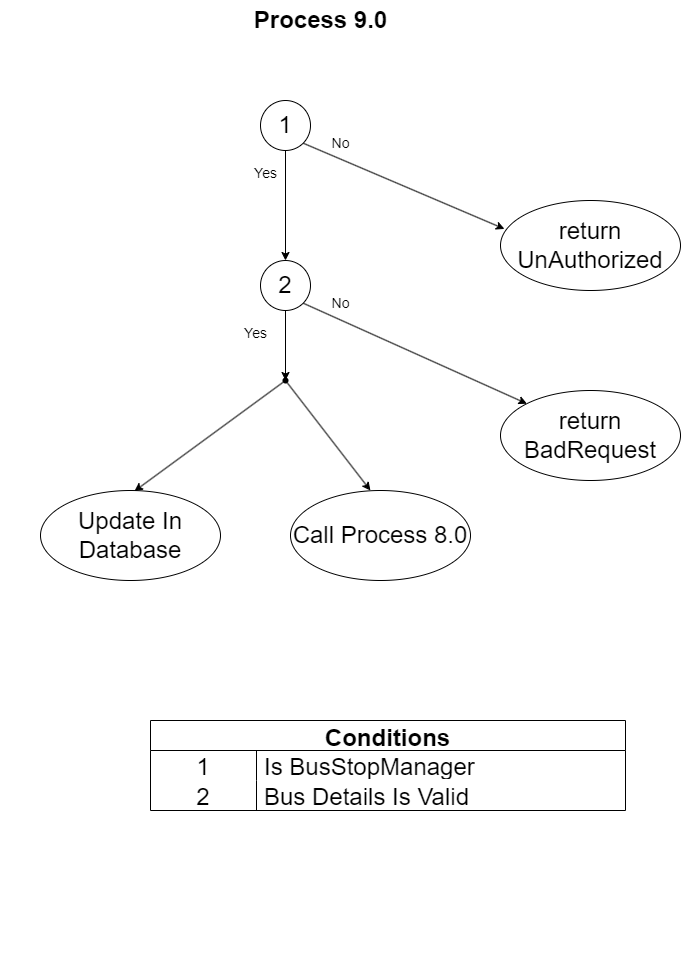 Process 9.0
1
No
Yes
return
UnAuthorized
2
No
Yes
return
BadRequest
Update In
Database
Call Process 8.0
Conditions
1 Is BusStopManager
2 Bus Details Is Valid